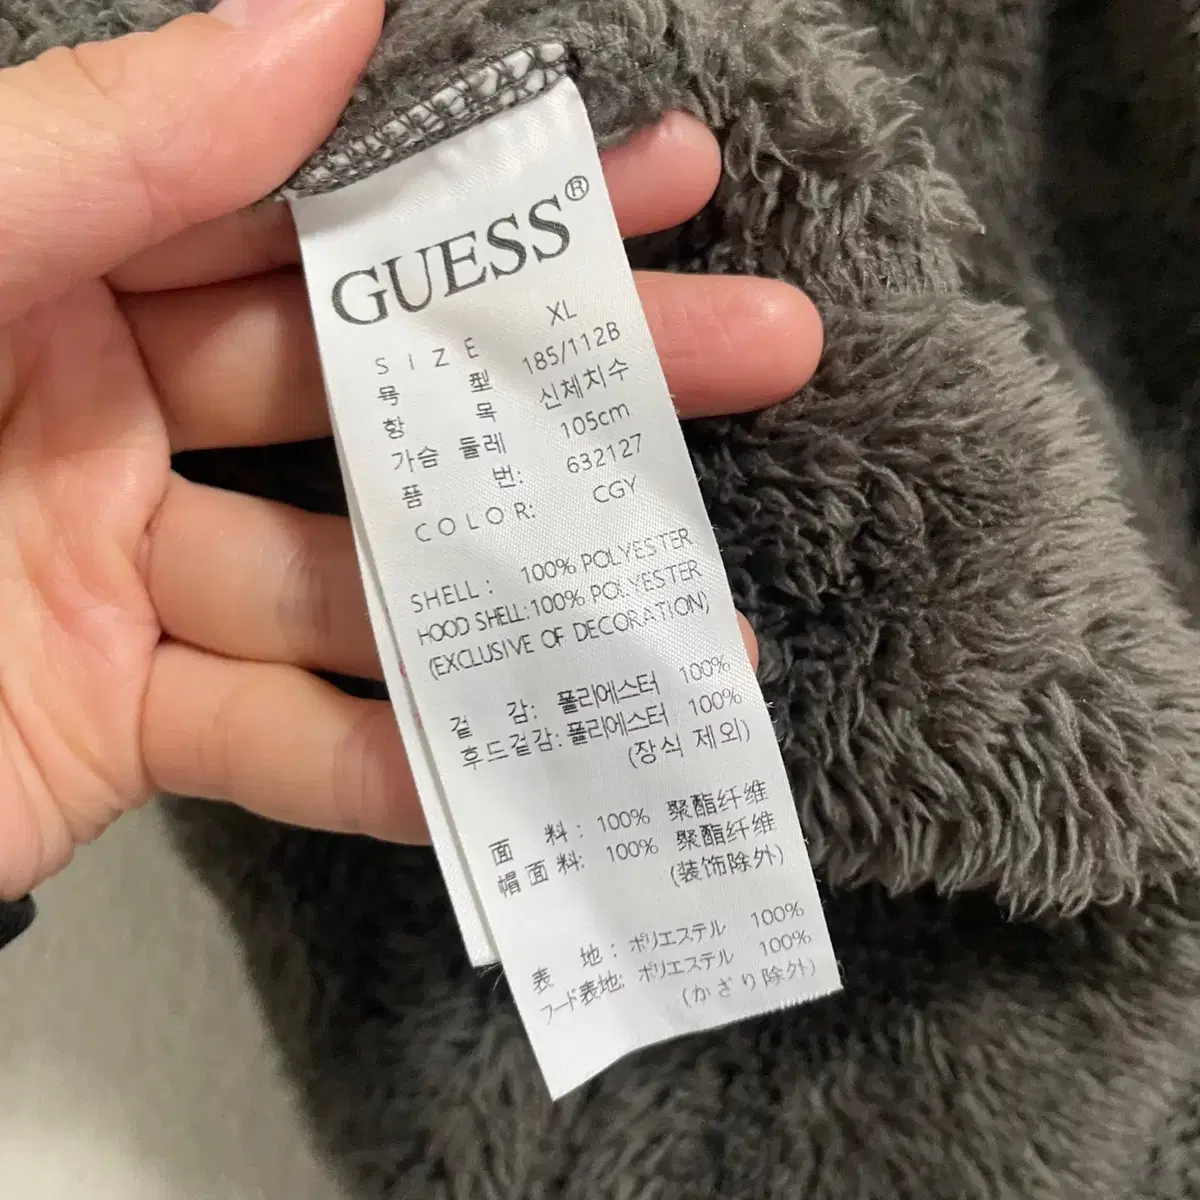 GUESS®
SIZE XL
185/112B
항 목 신체치수
가슴 둘레 105cm
품 번: 632127
COLOR: CGY
SHELL: 100% POLYESTER
HOOD SHELL:100% POLYESTER
(EXCLUSIVE OF DECORATION)
겉 감: 폴리에스터 100%
후드겉감: 폴리에스터 100%
(장식 제외)
面 料: 100% 聚酯纤维
帽面料: 100% 聚酯纤维
(装饰除外)
表 地: ポリエステル 100%
フード表地: ポリエステル 100%
(かざり除外)